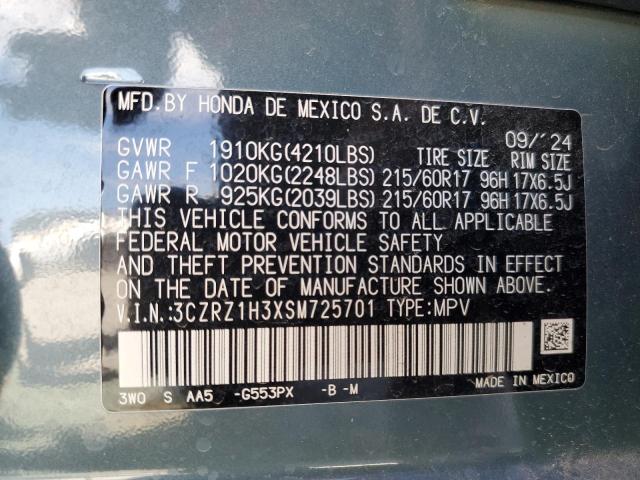 MFD.BY HONDA DE MEXICO S.A. DE C.V.
09/'24
GVWR 1910KG(4210LBS) TIRE SIZE RIM SIZE
GAWR F 1020KG(2248LBS) 215/60R17 96H 17X6.5J
GAWR R 925KG(2039LBS) 215/60R17 96H 17X6.5J
THIS VEHICLE CONFORMS TO ALL APPLICABLE
FEDERAL MOTOR VEHICLE SAFETY
AND THEFT PREVENTION STANDARDS IN EFFECT
ON THE DATE OF MANUFACTURE SHOWN ABOVE.
V.I.N.:3CZRZ1H3XSM725701 TYPE:MPV
3WO S AA5 -G553PX -B -M
MADE IN MEXICO